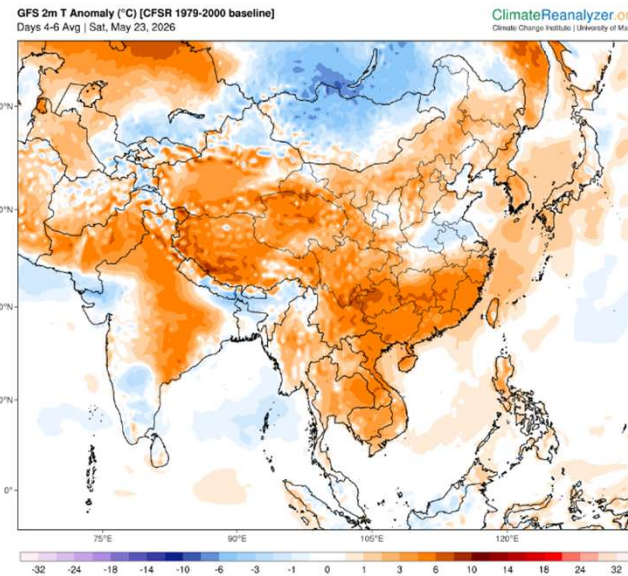 GFS 2m T Anomaly (°C) [CFSR 1979-2000 baseline]
ClimateReanalyzer.org
Days 4-6 Avg | Sat, May 23, 2026
Climate Change Institute | University of Ma
0°
75°E 90°E 105°E 120°E
-32 -24 -18 -14 -10 -6 -3 -1 0 1 3 6 10 14 18 24 32